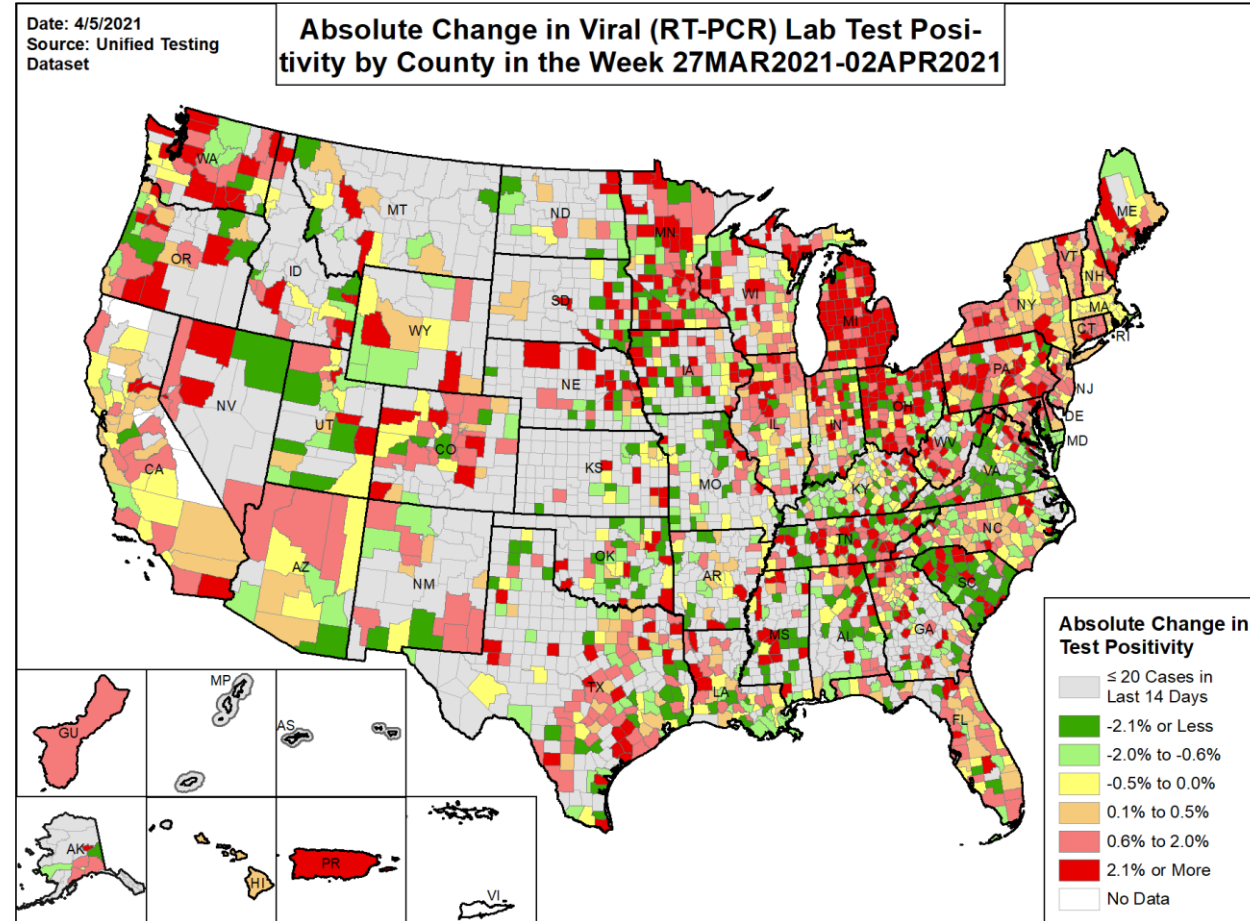 Date: 4/5/2021
Source: Unified Testing
Dataset
Absolute Change in Viral (RT-PCR) Lab Test Posi-
tivity by County in the Week 27MAR2021-02APR2021
WA
MT
ND
MN
ME
OR
ID
SD
WI
VT
NH
NY
MA
CT
RI
WY
MI
IA
NE
PA
NJ
NV
UT
CO
IL
IN
OH
DE
MD
WV
VA
CA
KS
MO
KY
AZ
NM
OK
AR
TN
NC
SC
MS
AL
GA
TX
LA
FL
GU
MP
AS
AK
HI
PR
VI
Absolute Change in
Test Positivity
≤ 20 Cases in
Last 14 Days
-2.1% or Less
-2.0% to -0.6%
-0.5% to 0.0%
0.1% to 0.5%
0.6% to 2.0%
2.1% or More
No Data